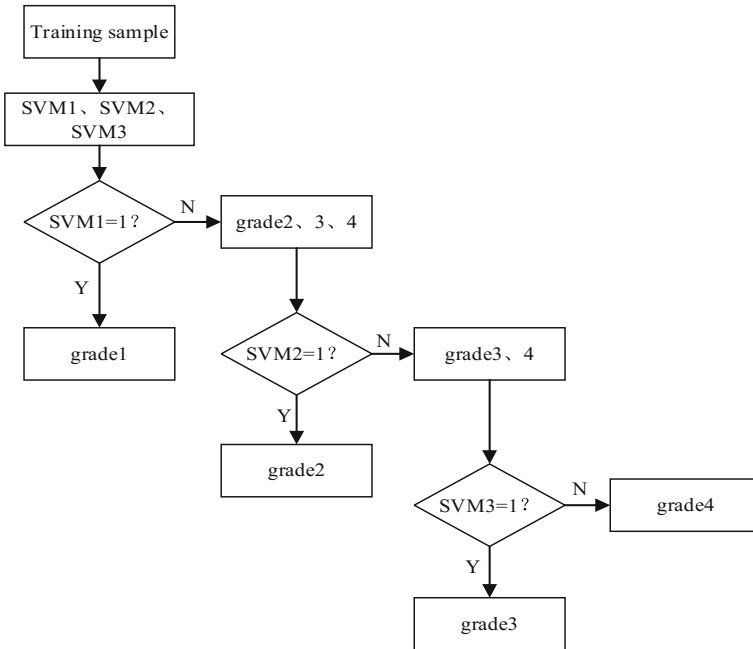 Training sample
SVM1、SVM2、
SVM3
SVM1=1?
N
grade2、3、4
Y
grade1
SVM2=1?
N
grade3、4
Y
grade2
SVM3=1?
N
grade4
Y
grade3